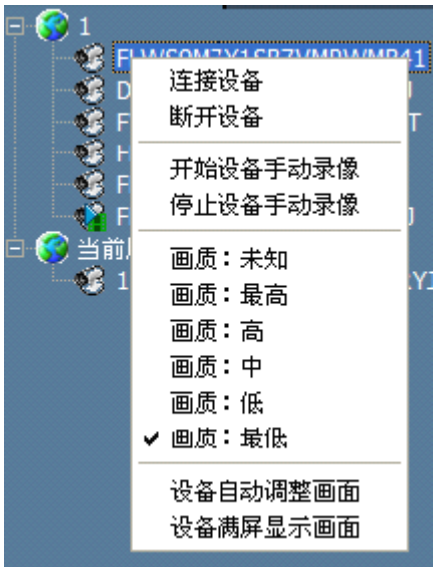 1
连接设备
断开设备
开始设备手动录像
停止设备手动录像
当前
1
画质：未知
画质：最高
画质：高
画质：中
画质：低
画质：最低
设备自动调整画面
设备满屏显示画面